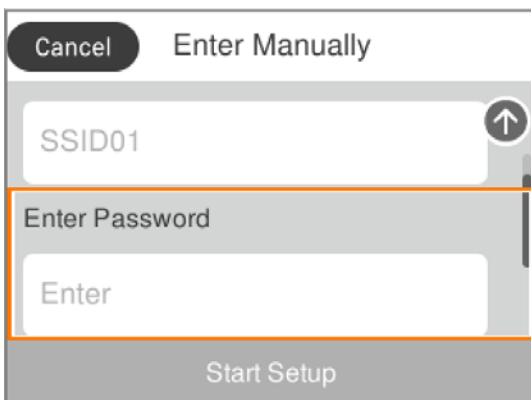 Cancel Enter Manually
SSID01
Enter Password
Enter
Start Setup